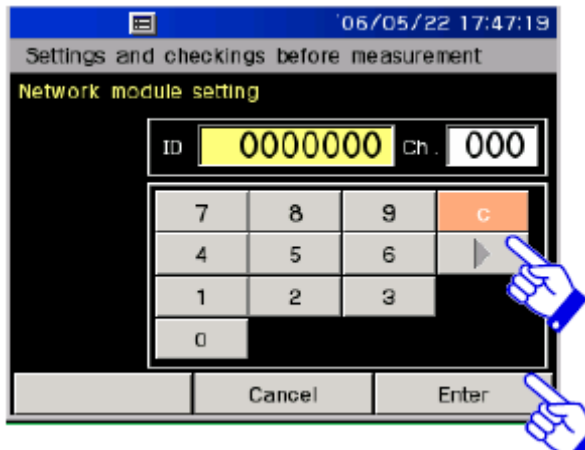 '06/05/22 17:47:19
Settings and checkings before measurement
Network module setting
ID 0000000 Ch. 000
7 8 9 C
4 5 6
1 2 3
0
Cancel Enter